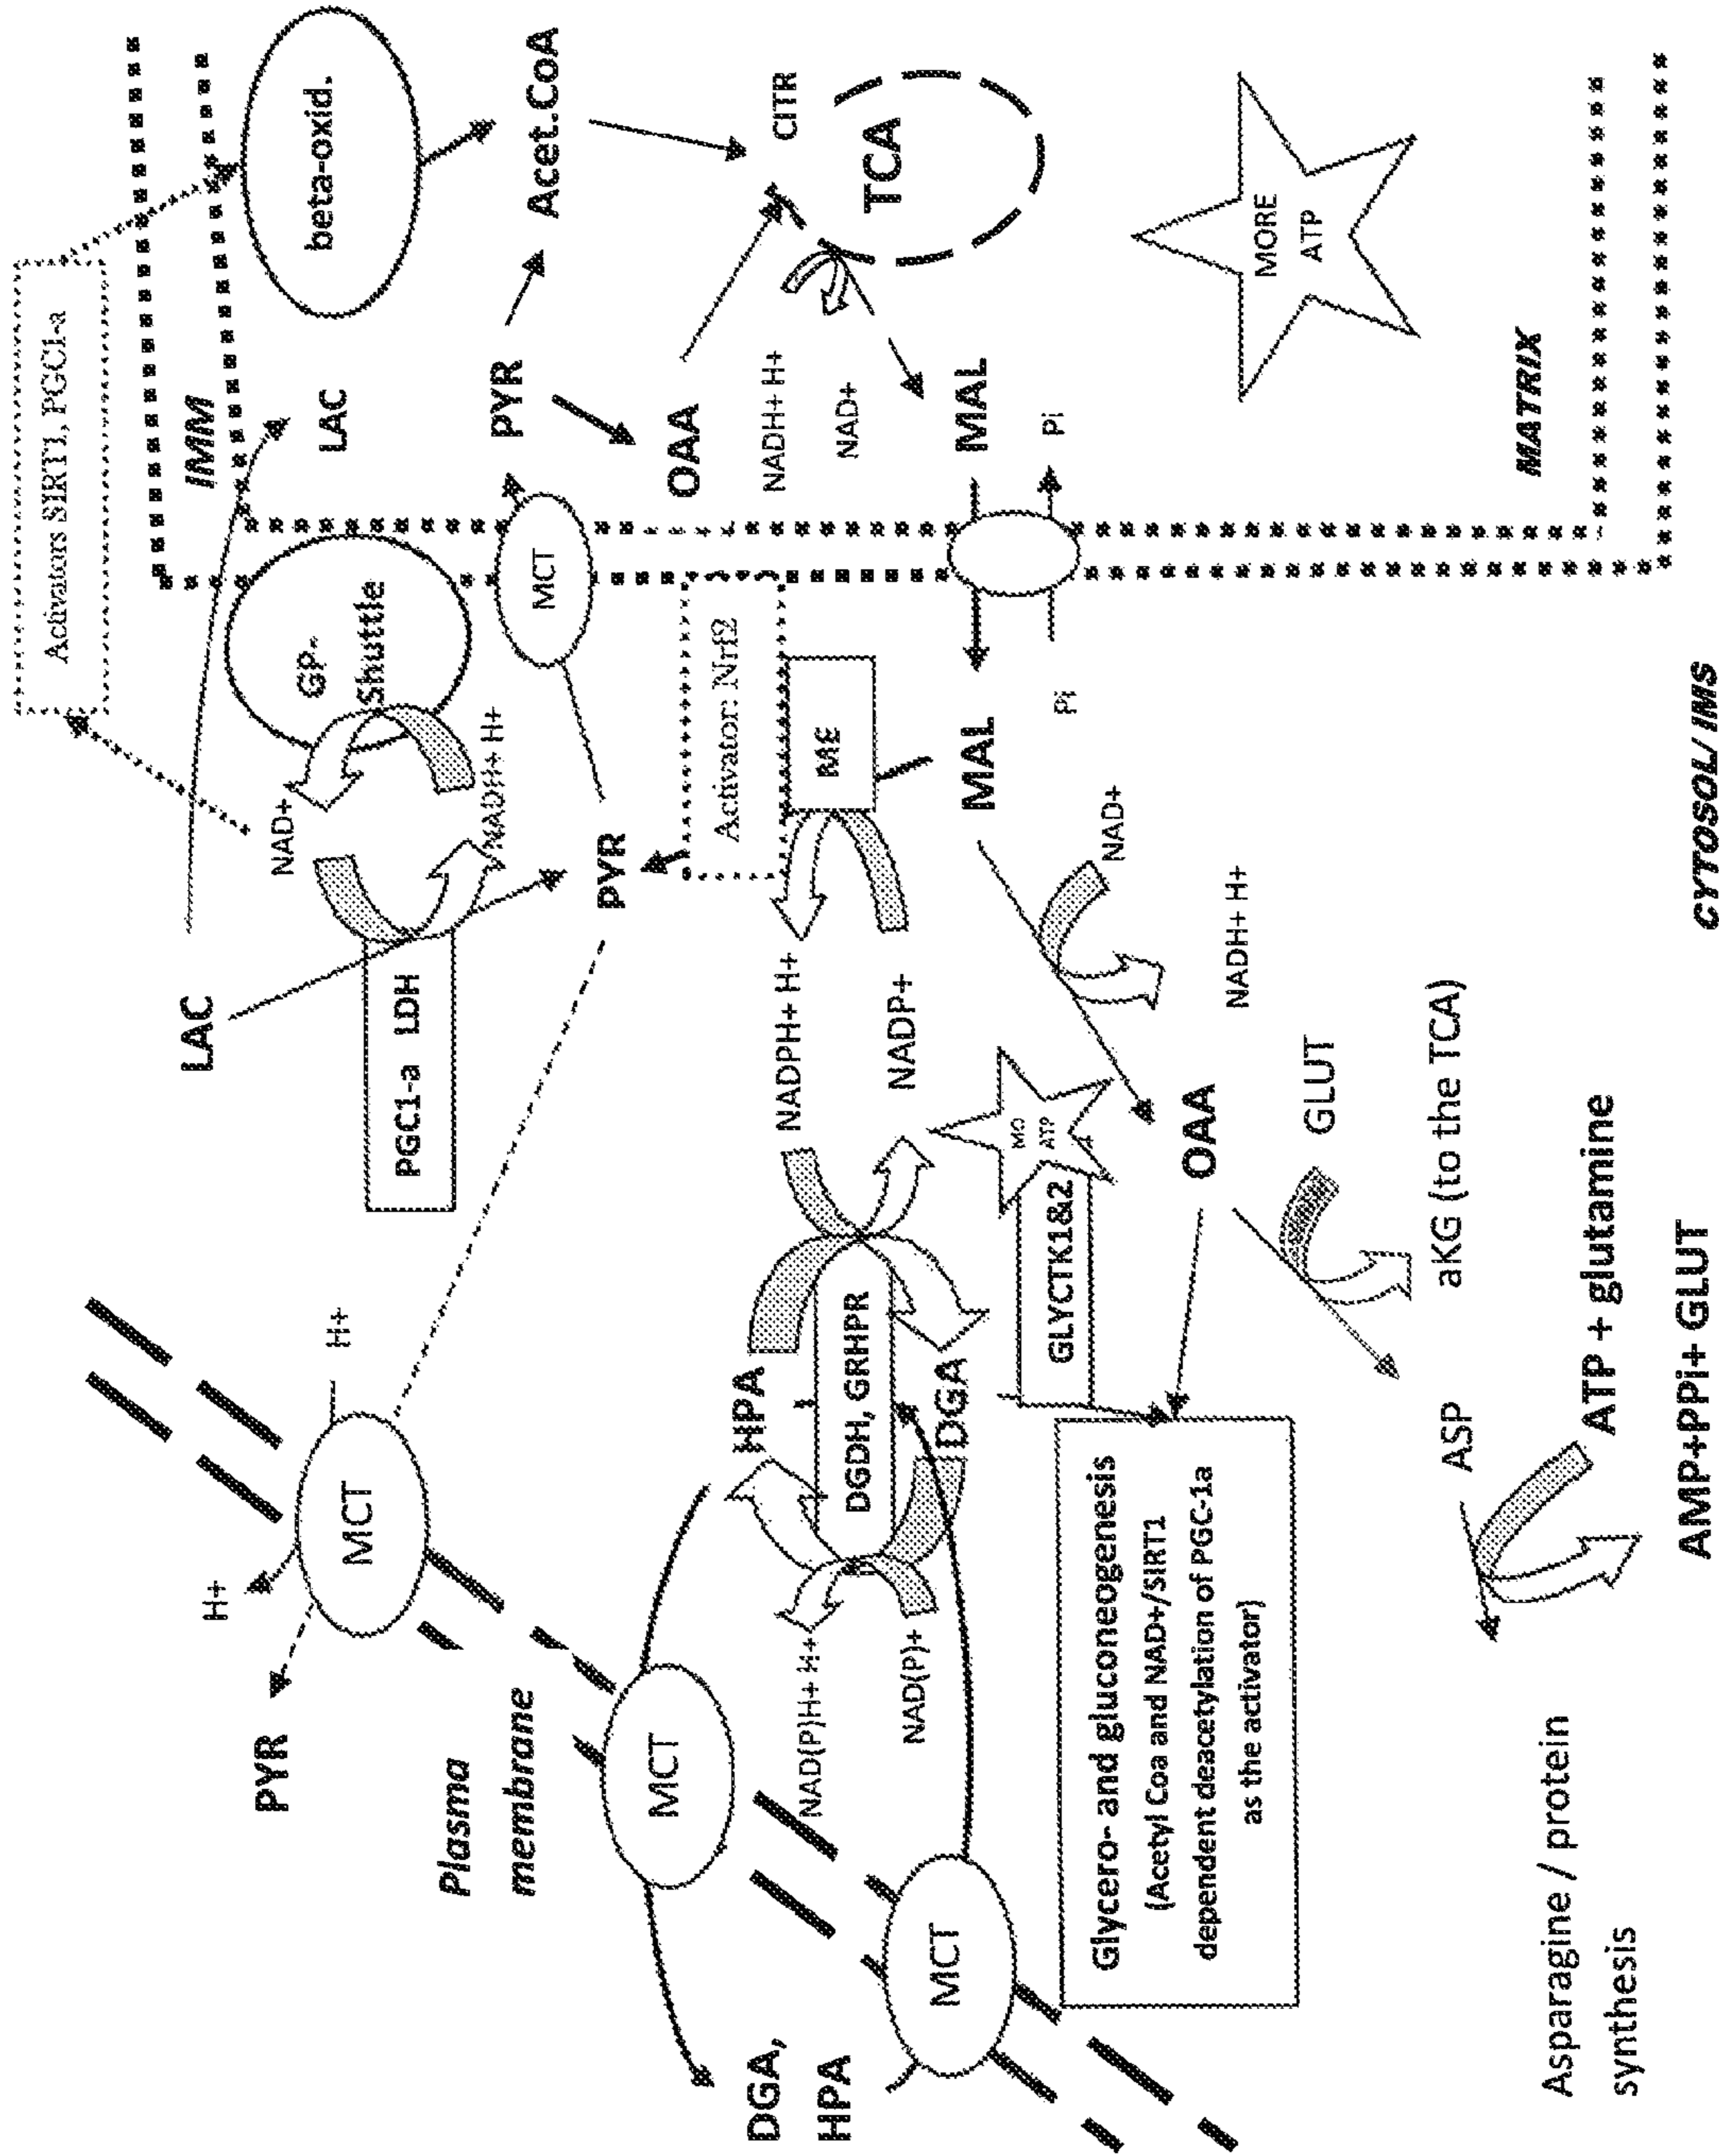 Activators SIRT1, PGC1-a
LAC
IMM
H+
PYR
NAD+
GP-
Shuttle
LAC
beta-oxid.
MCT
H+
PGC1-a LDH
Plasma
membrane
NADH+ H+
PYR
Acet.CoA
MCT
PYR
MCT
OAA
Activator: Nrf2
DGA,
HPA
HPA
NADPH+ H+
NADH+ H+
CITR
NAD(P)H+ H+
ME
NAD+
TCA
DGDH, GRHPR
NADP+
NAD(P)+
MCT
DGA
MAL
MAL
MO
ATP
Pi
Pi
GLYCTK1&2
NAD+
Glycero- and gluconeogenesis
(Acetyl Coa and NAD+/SIRT1
dependent deacetylation of PGC-1a
as the activator)
OAA
NADH+ H+
MORE
ATP
GLUT
ASP
aKG (to the TCA)
MATRIX
Asparagine / protein
synthesis
ATP + glutamine
AMP+PPi+ GLUT
CYTOSOL/ IMS